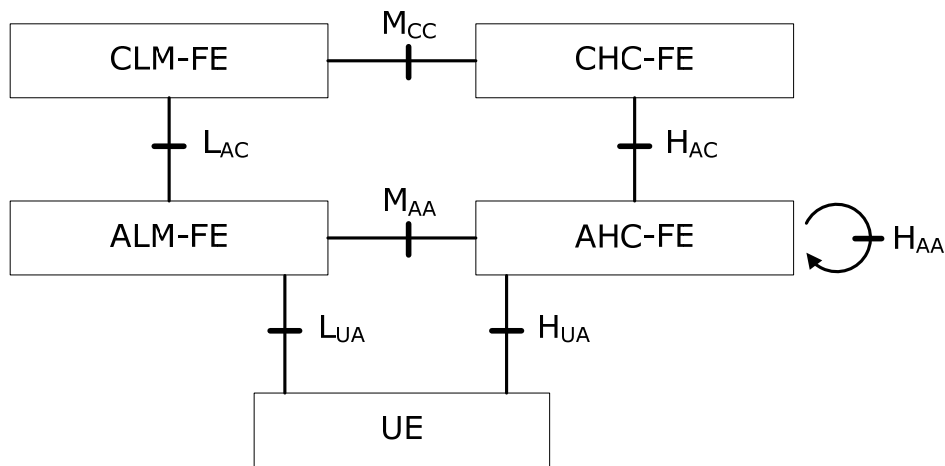 M_CC
CLM-FE
CHC-FE
L_AC
H_AC
M_AA
ALM-FE
AHC-FE
H_AA
L_UA
H_UA
UE